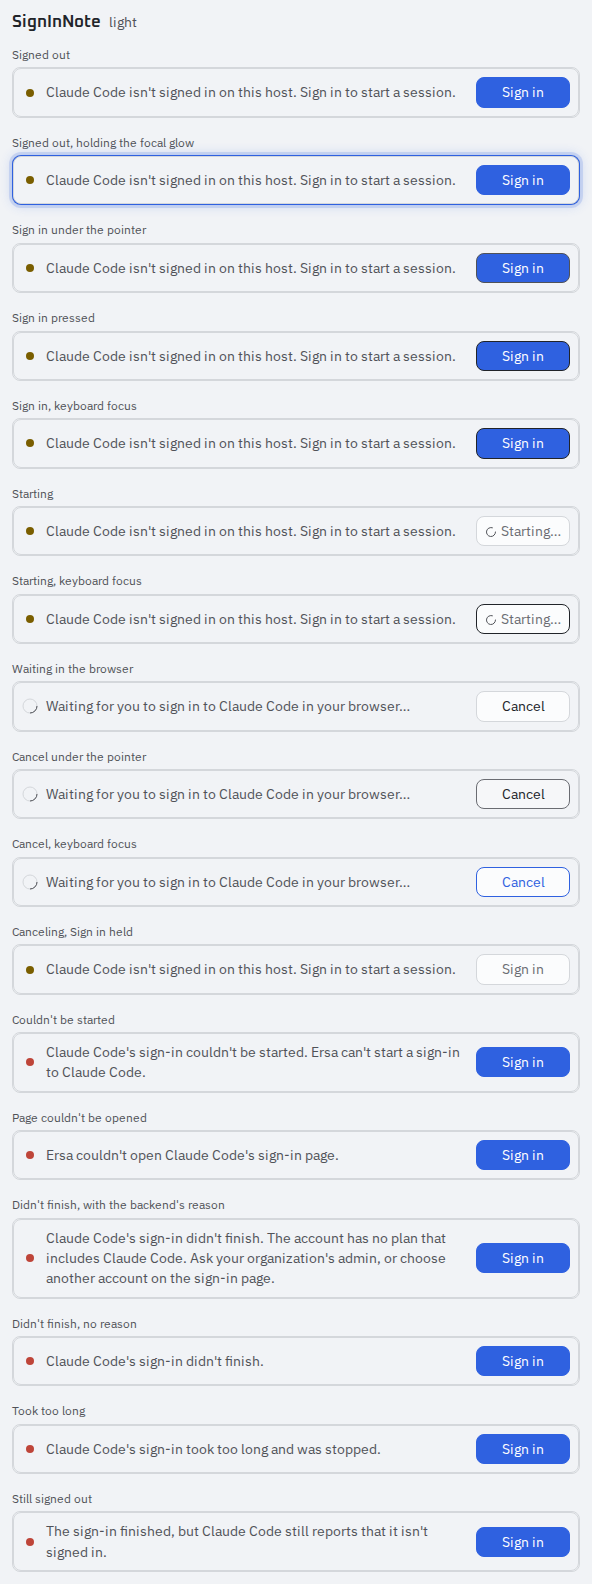 SignInNote light
Signed out
Claude Code isn't signed in on this host. Sign in to start a session. Sign in
Signed out, holding the focal glow
Claude Code isn't signed in on this host. Sign in to start a session. Sign in
Sign in under the pointer
Claude Code isn't signed in on this host. Sign in to start a session. Sign in
Sign in pressed
Claude Code isn't signed in on this host. Sign in to start a session. Sign in
Sign in, keyboard focus
Claude Code isn't signed in on this host. Sign in to start a session. Sign in
Starting
Claude Code isn't signed in on this host. Sign in to start a session. Starting...
Starting, keyboard focus
Claude Code isn't signed in on this host. Sign in to start a session. Starting...
Waiting in the browser
Waiting for you to sign in to Claude Code in your browser... Cancel
Cancel under the pointer
Waiting for you to sign in to Claude Code in your browser... Cancel
Cancel, keyboard focus
Waiting for you to sign in to Claude Code in your browser... Cancel
Canceling, Sign in held
Claude Code isn't signed in on this host. Sign in to start a session. Sign in
Couldn't be started
Claude Code's sign-in couldn't be started. Ersa can't start a sign-in
to Claude Code.
Sign in
Page couldn't be opened
Ersa couldn't open Claude Code's sign-in page. Sign in
Didn't finish, with the backend's reason
Claude Code's sign-in didn't finish. The account has no plan that
includes Claude Code. Ask your organization's admin, or choose
another account on the sign-in page.
Sign in
Didn't finish, no reason
Claude Code's sign-in didn't finish. Sign in
Took too long
Claude Code's sign-in took too long and was stopped. Sign in
Still signed out
The sign-in finished, but Claude Code still reports that it isn't
signed in.
Sign in